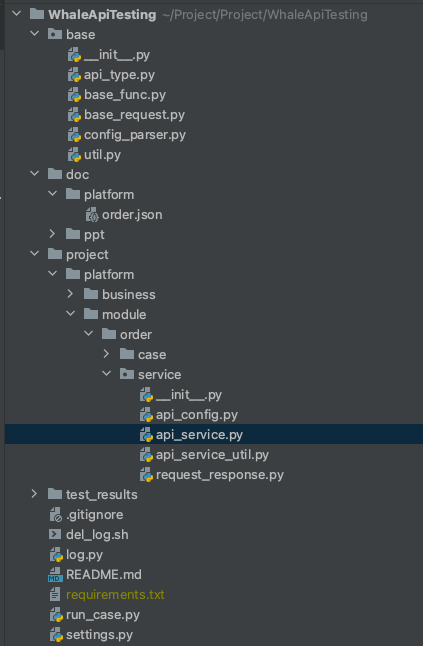 WhaleApiTesting ~/Project/Project/WhaleApiTesting
base
__init__.py
api_type.py
base_func.py
base_request.py
config_parser.py
util.py
doc
platform
order.json
ppt
project
platform
business
module
order
case
service
__init__.py
api_config.py
api_service.py
api_service_util.py
request_response.py
test_results
.gitignore
del_log.sh
log.py
README.md
requirements.txt
run_case.py
settings.py